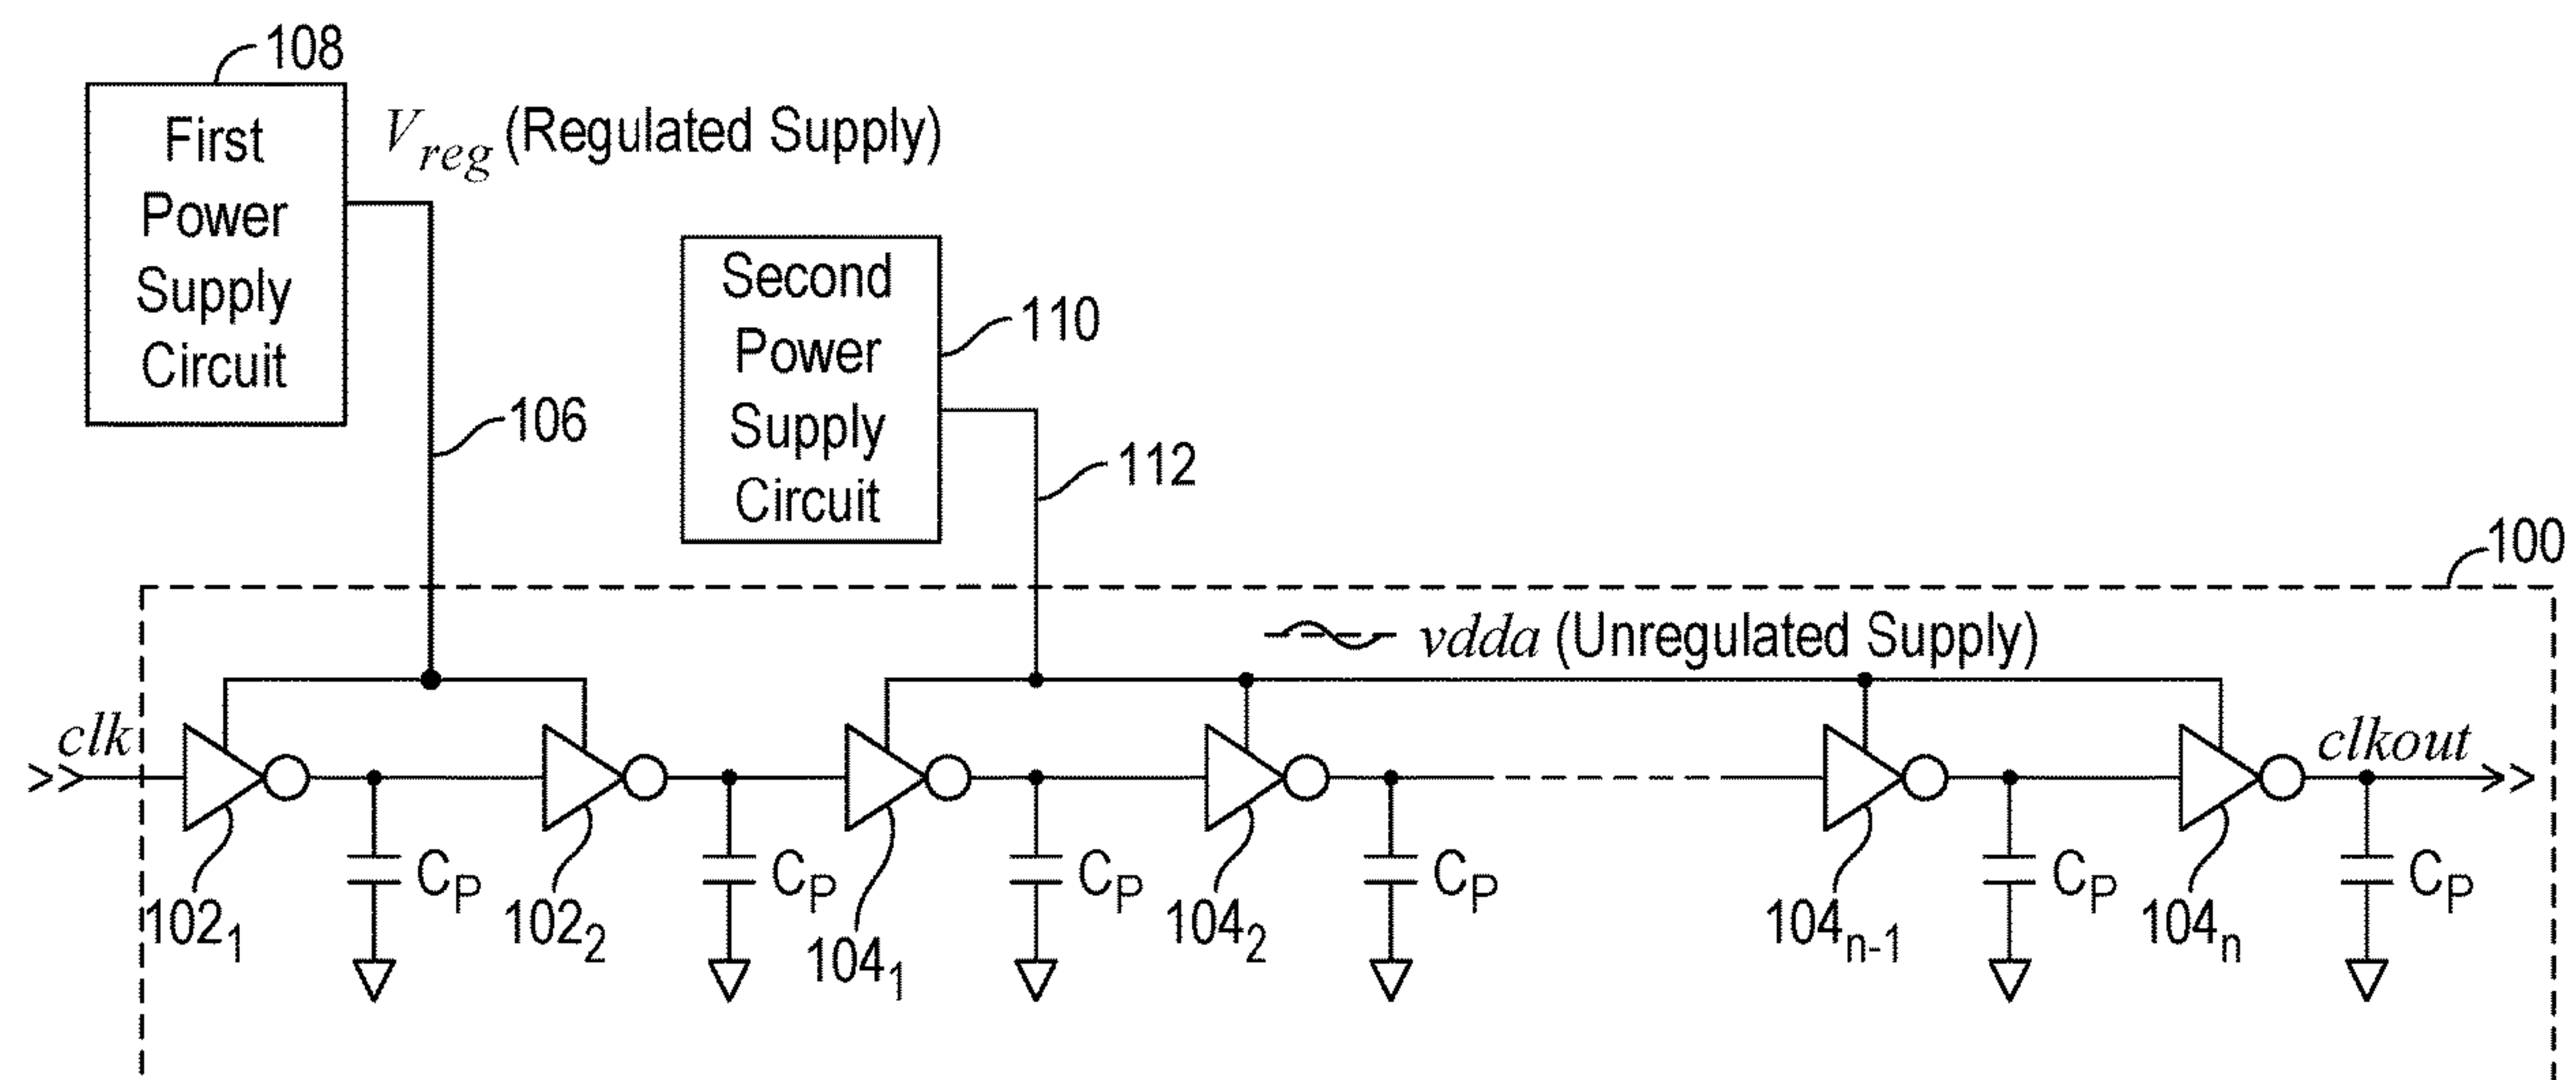 108
First
Power
Supply
Circuit
Vreg (Regulated Supply)
106
Second
Power
Supply
Circuit
110
112
100
vdda (Unregulated Supply)
clk
clkout
CP
CP
CP
CP
CP
CP
1021
1022
1041
1042
104n-1
104n